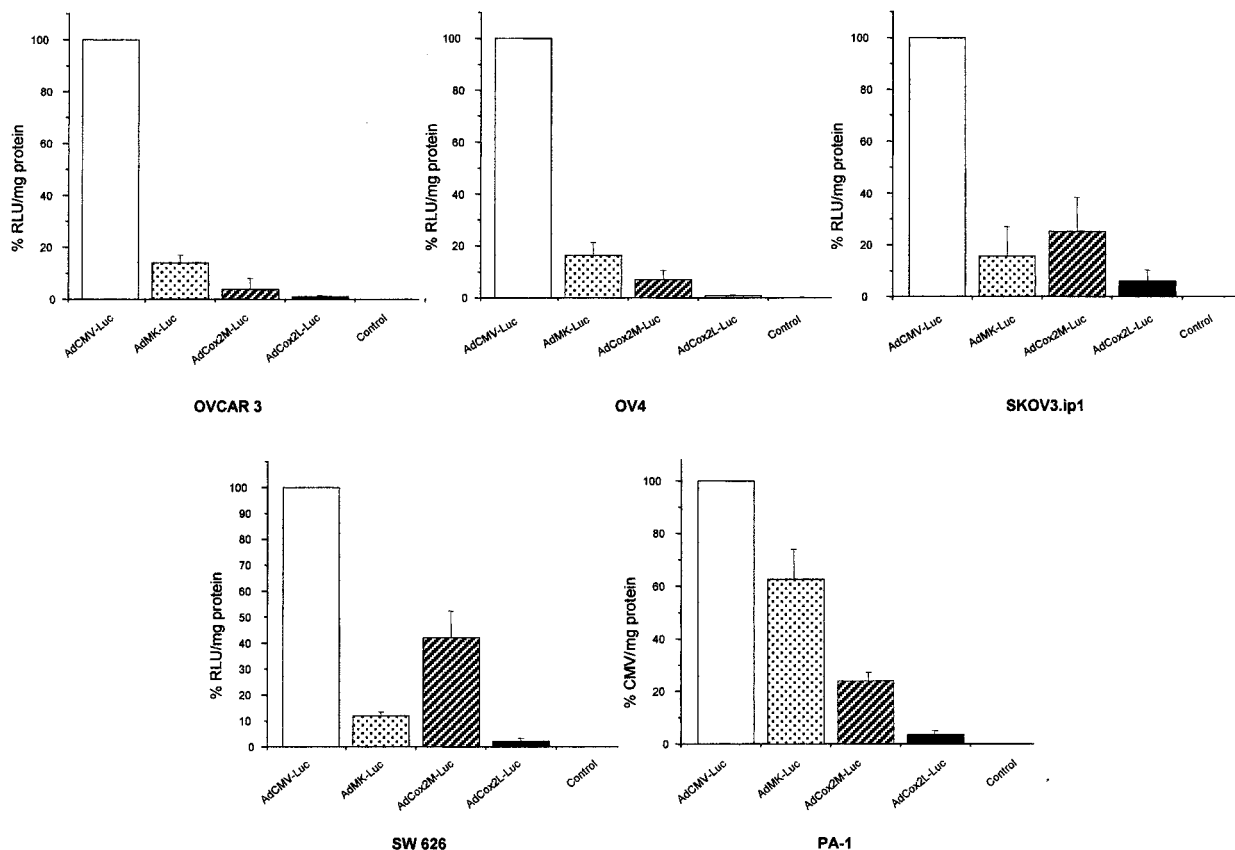 % RLU/mg protein
100
80
60
40
20
0
AdCMV-Luc
AdMK-Luc
AdCox2M-Luc
AdCox2L-Luc
Control
OVCAR 3
% RLU/mg protein
100
80
60
40
20
0
AdCMV-Luc
AdMK-Luc
AdCox2M-Luc
AdCox2L-Luc
Control
OV4
% RLU/mg protein
100
80
60
40
20
0
AdCMV-Luc
AdMK-Luc
AdCox2M-Luc
AdCox2L-Luc
Control
SKOV3.ip1
% RLU/mg protein
100
90
80
70
60
50
40
30
20
10
0
AdCMV-Luc
AdMK-Luc
AdCox2M-Luc
AdCox2L-Luc
Control
SW 626
% CMV/mg protein
100
80
60
40
20
0
AdCMV-Luc
AdMK-Luc
AdCox2M-Luc
AdCox2L-Luc
Control
PA-1